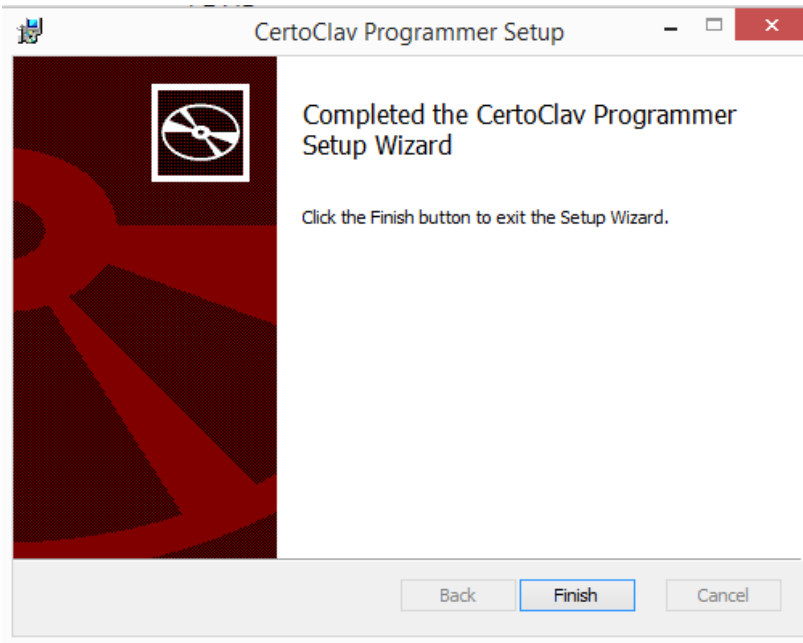 CertoClav Programmer Setup
Completed the CertoClav Programmer
Setup Wizard
Click the Finish button to exit the Setup Wizard.
Back
Finish
Cancel